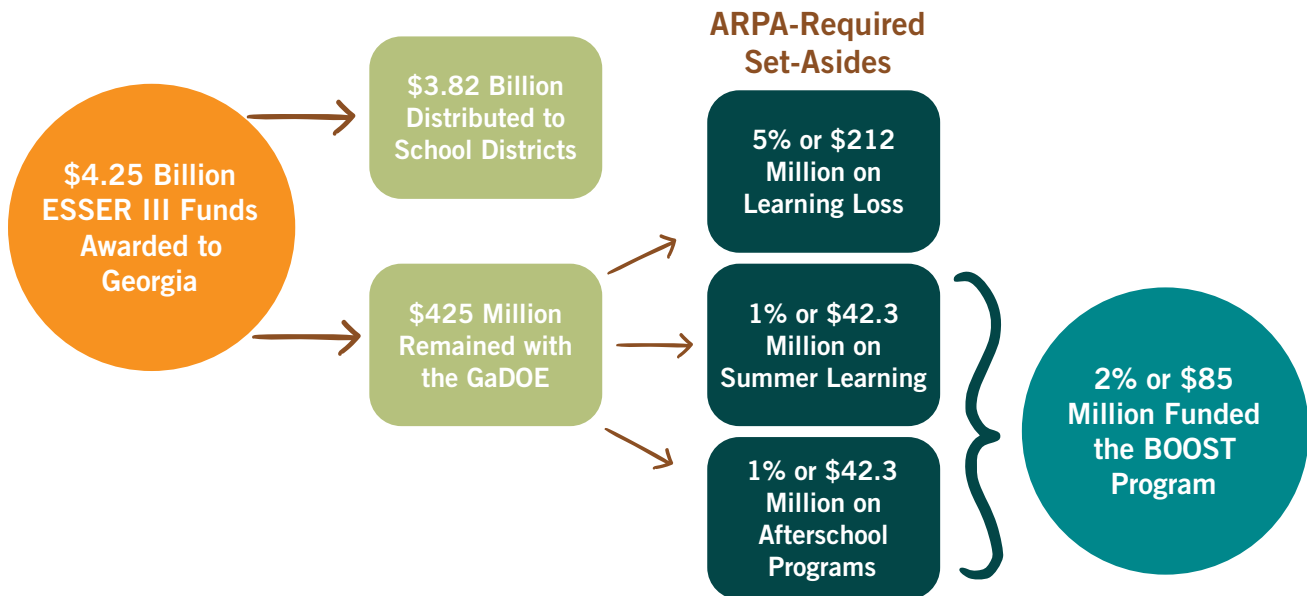 $4.25 Billion
ESSER III Funds
Awarded to
Georgia
$3.82 Billion
Distributed to
School Districts
$425 Million
Remained with
the GaDOE
ARPA-Required
Set-Asides
5% or $212
Million on
Learning Loss
1% or $42.3
Million on
Summer Learning
1% or $42.3
Million on
Afterschool
Programs
2% or $85
Million Funded
the BOOST
Program